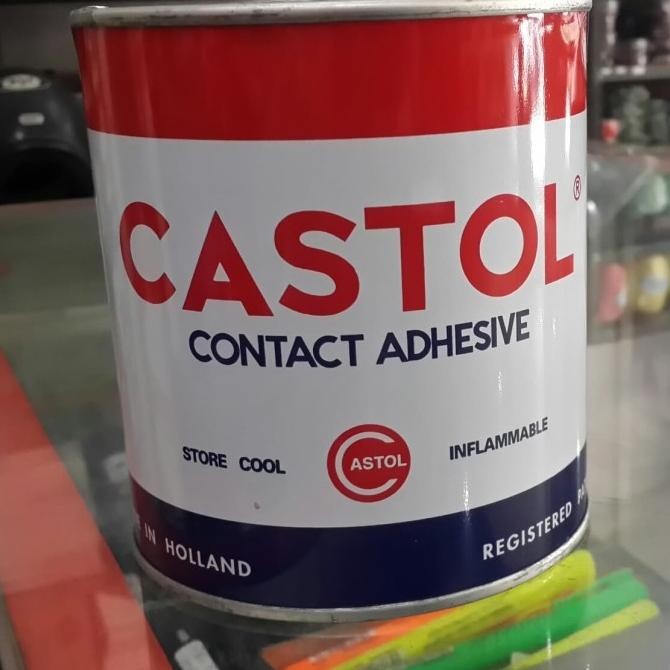 CASTOL®
CONTACT ADHESIVE
STORE COOL
CASTOL
INFLAMMABLE
IN HOLLAND
REGISTERED